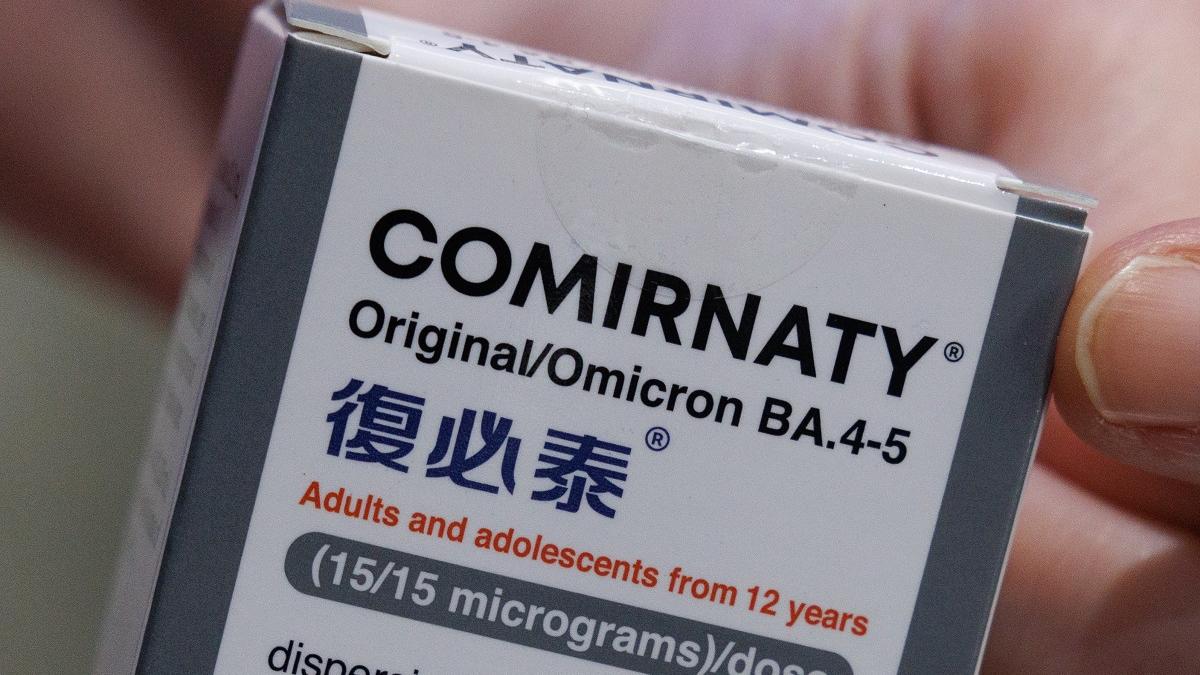 COMIRNATY®
COMIRNATY®
Original/Omicron BA.4-5
復必泰®
Adults and adolescents from 12 years
(15/15 micrograms)/dose